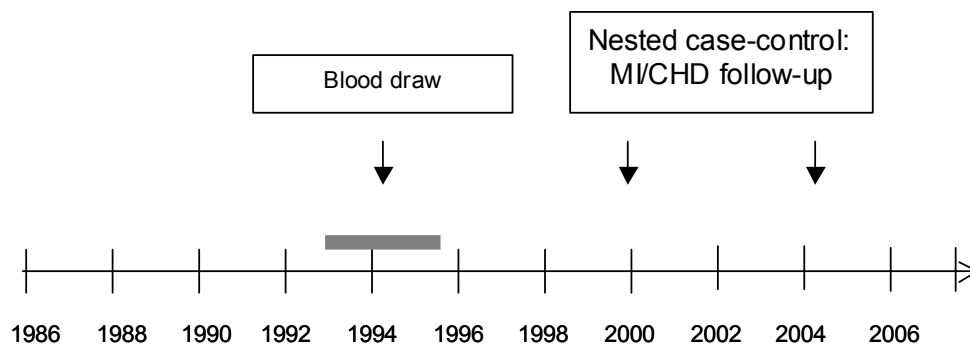 Nested case-control:
MI/CHD follow-up
Blood draw
1986 1988 1990 1992 1994 1996 1998 2000 2002 2004 2006